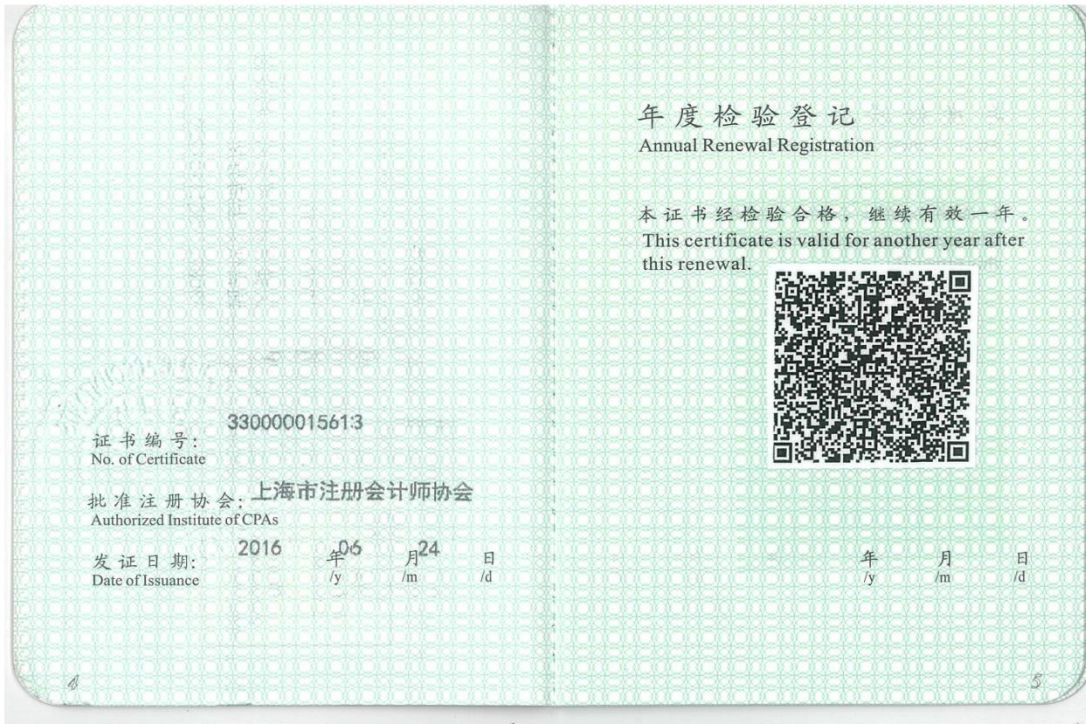 330000015613
证书编号:
No. of Certificate
上海市注册会计师协会
批准注册协会:
Authorized Institute of CPAs
2016 06 24
发证日期: 年 月 日
Date of Issuance /y /m /d
4
年度检验登记
Annual Renewal Registration
本证书经检验合格，继续有效一年。
This certificate is valid for another year after
this renewal.
年 月 日
/y /m /d
5